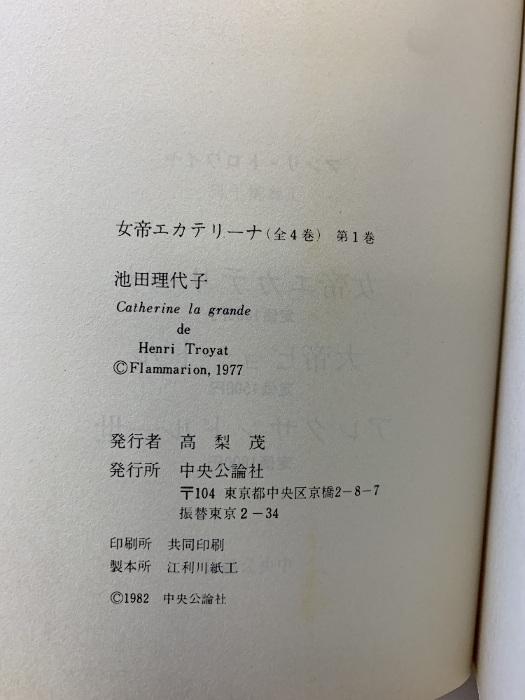 女帝エカテリーナ(全4巻) 第1巻
池田理代子
Catherine la grande
de
Henri Troyat
©Flammarion, 1977
発行者 高梨茂
発行所 中央公論社
〒104 東京都中央区京橋2-8-7
振替東京2-34
印刷所 共同印刷
製本所 江利川紙工
©1982 中央公論社